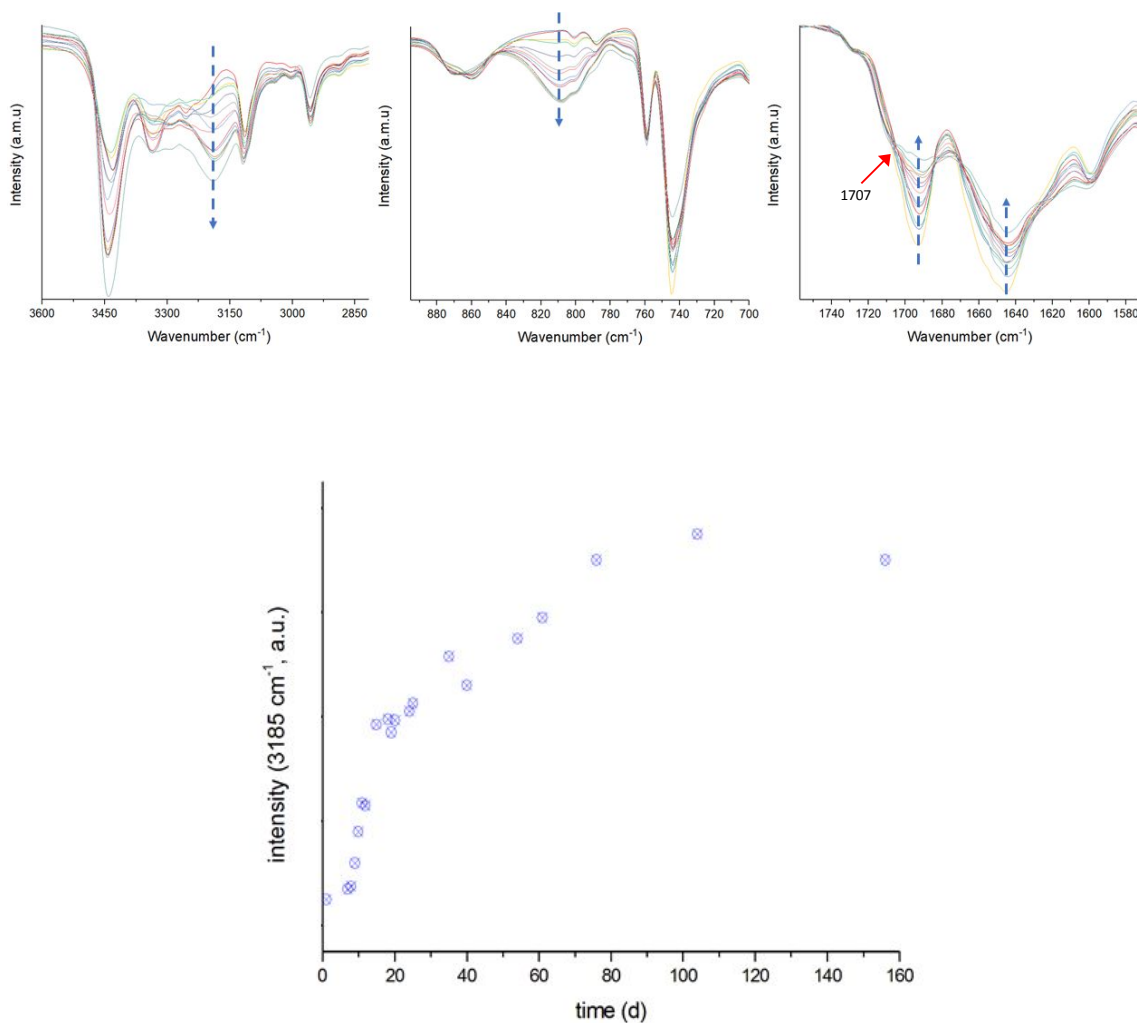 Intensity (a.m.u)
3600 3450 3300 3150 3000 2850
Wavenumber (cm⁻¹)
Intensity (a.m.u)
880 860 840 820 800 780 760 740 720 700
Wavenumber (cm⁻¹)
Intensity (a.m.u)
1707
1740 1720 1700 1680 1660 1640 1620 1600 1580
Wavenumber (cm⁻¹)
intensity (3185 cm⁻¹, a.u.)
0 20 40 60 80 100 120 140 160
time (d)